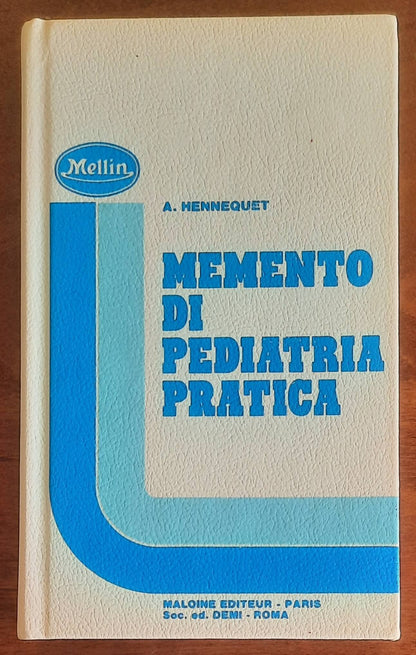 Mellin
A. HENNEQUET
MEMENTO
DI
PEDIATRIA
PRATICA
MALOINE EDITEUR - PARIS
Soc. ed. DEMI - ROMA